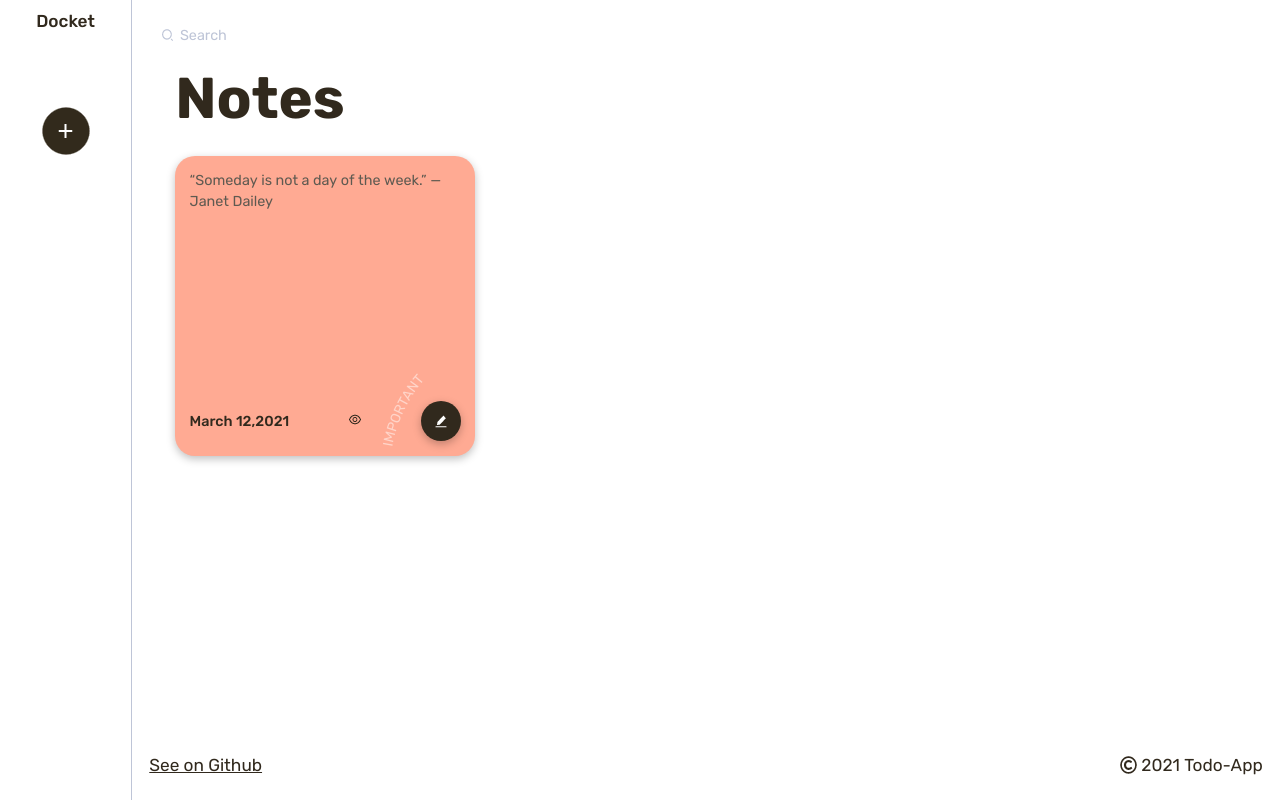 Docket
Search
Notes
“Someday is not a day of the week.” —
Janet Dailey
March 12,2021
IMPORTANT
See on Github
© 2021 Todo-App